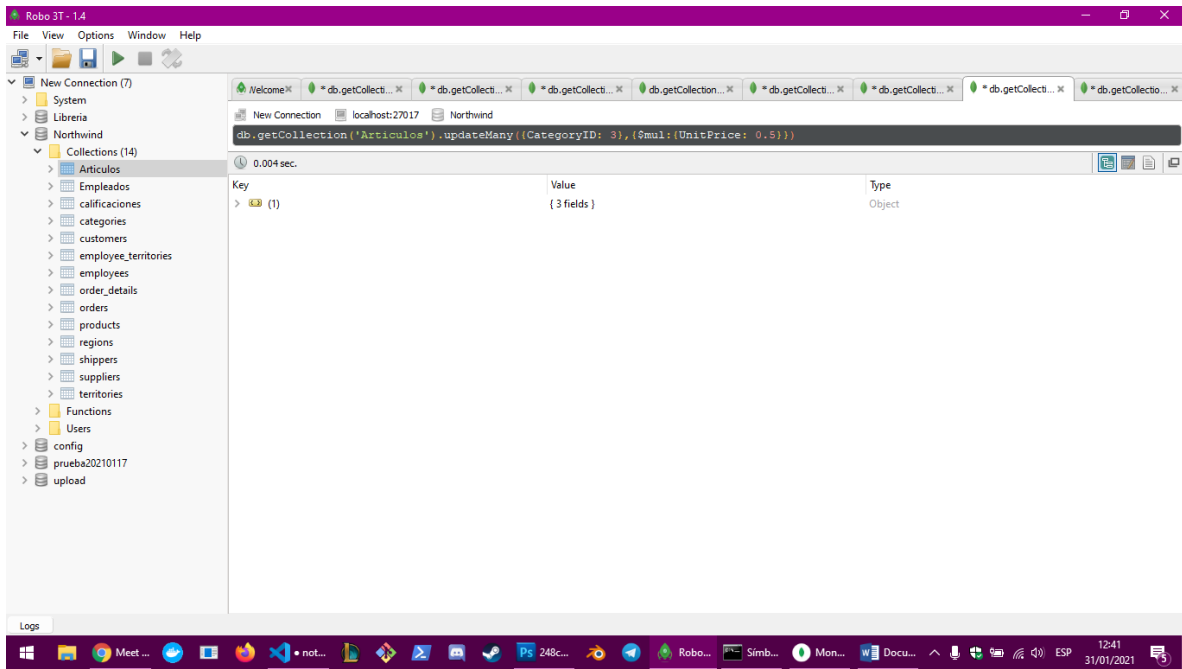 Robo 3T - 1.4
File View Options Window Help
New Connection (7)
System
Libreria
Northwind
Collections (14)
Articulos
Empleados
calificaciones
categories
customers
employee_territories
employees
order_details
orders
products
regions
shippers
suppliers
territories
Functions
Users
config
prueba20210117
upload
Welcome * db.getCollecti... * db.getCollecti... * db.getCollecti... db.getCollection... * db.getCollecti... * db.getCollecti... * db.getCollecti... * db.getCollectio...
New Connection localhost:27017 Northwind
db.getCollection('Articulos').updateMany({CategoryID: 3},{$mul:{UnitPrice: 0.5}})
0.004 sec.
Key Value Type
(1) { 3 fields } Object
Logs
Meet ... • not... Ps 248c... Robo... Símb... Mon... Docu... ESP 12:41
31/01/2021 5